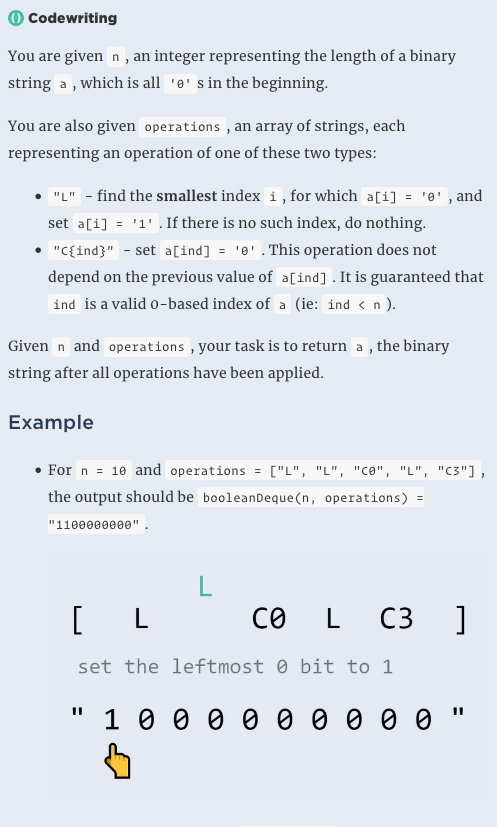 Codewriting
You are given n, an integer representing the length of a binary
string a, which is all '0's in the beginning.
You are also given operations, an array of strings, each
representing an operation of one of these two types:
• "L" - find the smallest index i, for which a[i] = '0', and
set a[i] = '1'. If there is no such index, do nothing.
• "C{ind}" - set a[ind] = '0'. This operation does not
depend on the previous value of a[ind]. It is guaranteed that
ind is a valid 0-based index of a (ie: ind < n).
Given n and operations, your task is to return a, the binary
string after all operations have been applied.
Example
• For n = 10 and operations = ["L", "L", "C0", "L", "C3"],
the output should be booleanDeque(n, operations) =
"1100000000".
L
[ L C0 L C3 ]
set the leftmost 0 bit to 1
" 1 0 0 0 0 0 0 0 0 0 "